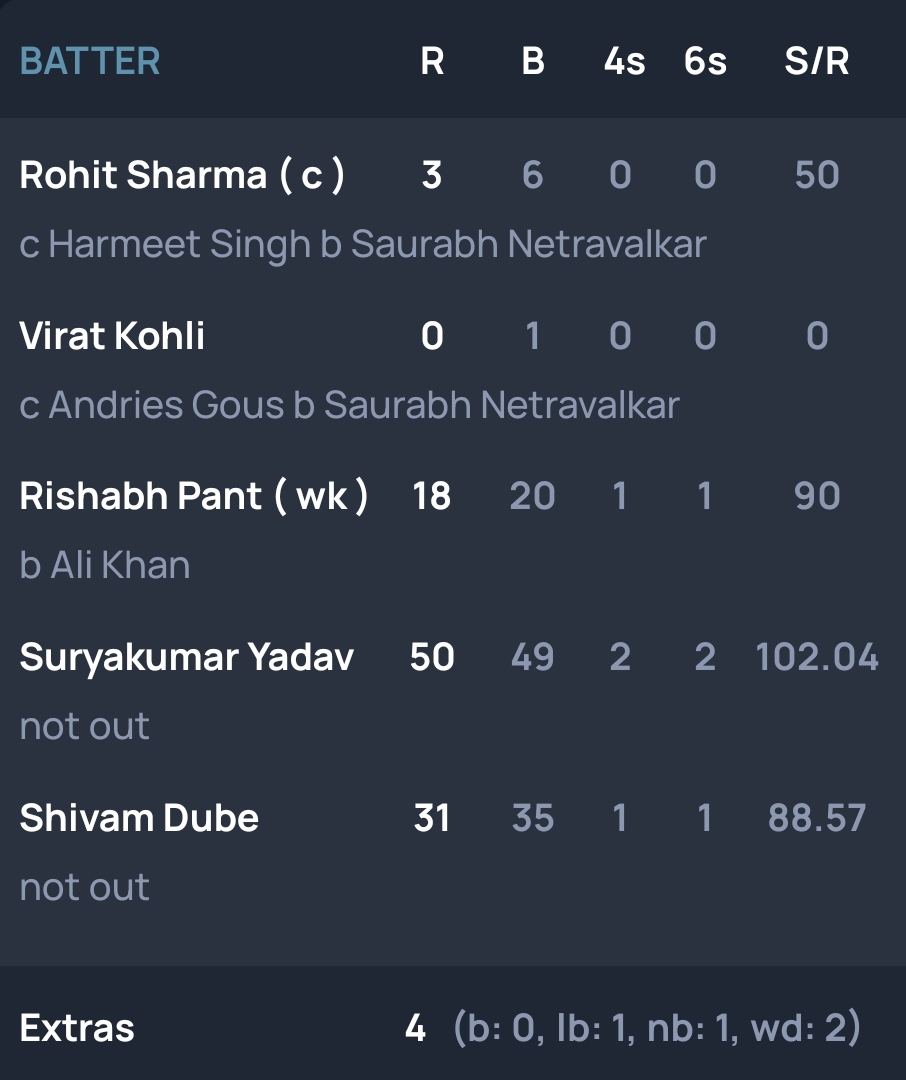 BATTER R B 4s 6s S/R
Rohit Sharma ( c ) 3 6 0 0 50
c Harmeet Singh b Saurabh Netravalkar
Virat Kohli 0 1 0 0 0
c Andries Gous b Saurabh Netravalkar
Rishabh Pant ( wk ) 18 20 1 1 90
b Ali Khan
Suryakumar Yadav 50 49 2 2 102.04
not out
Shivam Dube 31 35 1 1 88.57
not out
Extras 4 (b: 0, lb: 1, nb: 1, wd: 2)